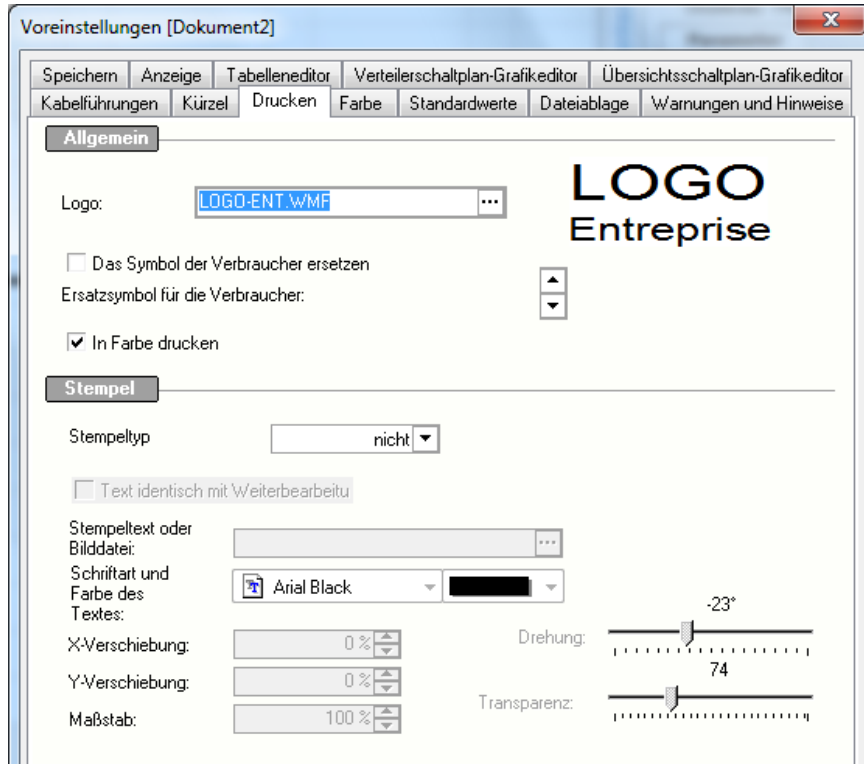 Voreinstellungen [Dokument2]
Speichern Anzeige Tabelleneditor Verteilerschaltplan-Grafikeditor Übersichtsschaltplan-Grafikeditor
Kabelführungen Kürzel Drucken Farbe Standardwerte Dateiablage Warnungen und Hinweise
Allgemein
Logo: LOGO-ENT.WMF ...
LOGO
Entreprise
Das Symbol der Verbraucher ersetzen
Ersatzsymbol für die Verbraucher:
In Farbe drucken
Stempel
Stempeltyp nicht
Text identisch mit Weiterbearbeitu
Stempeltext oder
Bilddatei: ...
Schriftart und
Farbe des
Textes:
Arial Black
X-Verschiebung: 0 %
Y-Verschiebung: 0 %
Maßstab: 100 %
-23°
Drehung:
74
Transparenz: